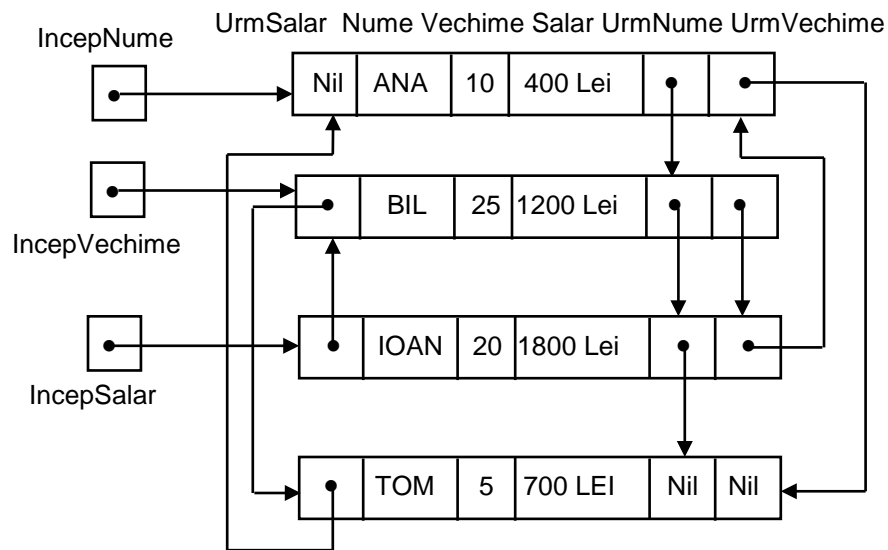 UrmSalar Nume Vechime Salar UrmNume UrmVechime
IncepNume
Nil ANA 10 400 Lei
BIL 25 1200 Lei
IncepVechime
IOAN 20 1800 Lei
IncepSalar
TOM 5 700 LEI Nil Nil